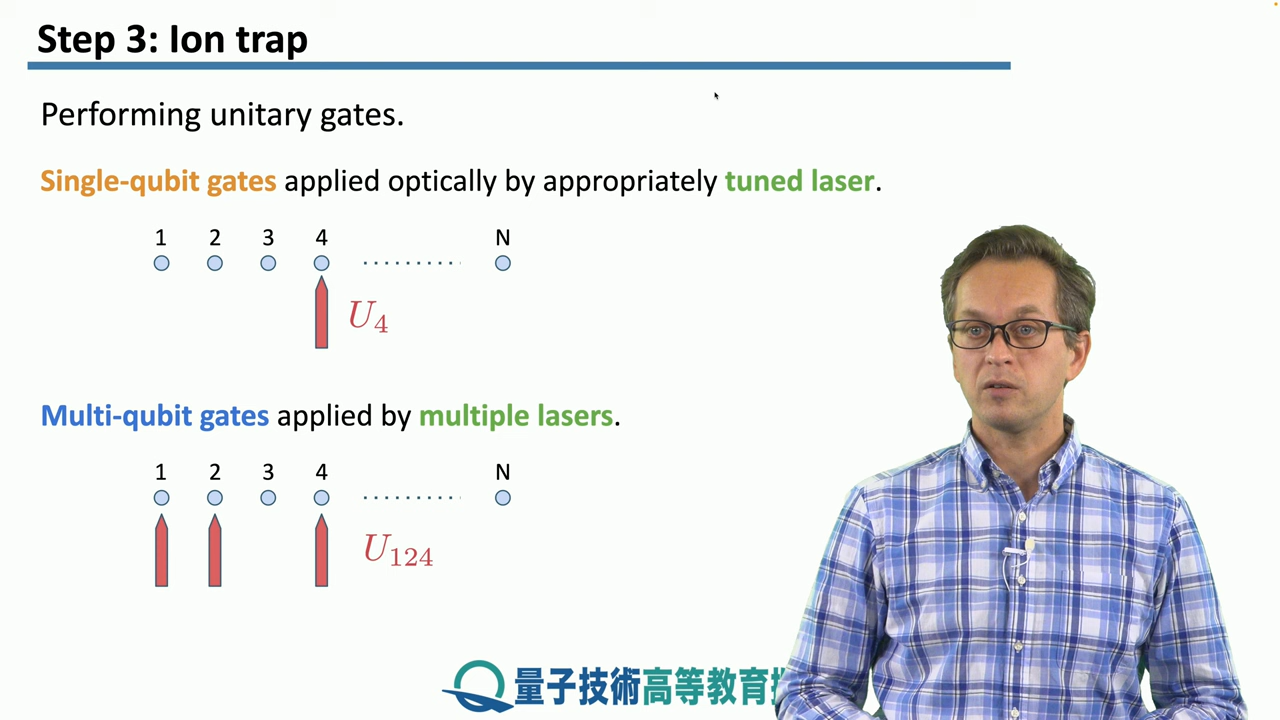 Step 3: Ion trap
Performing unitary gates.
Single-qubit gates applied optically by appropriately tuned laser.
1 2 3 4 ......... N
U4
Multi-qubit gates applied by multiple lasers.
1 2 3 4 ......... N
U124
量子技術高等教育